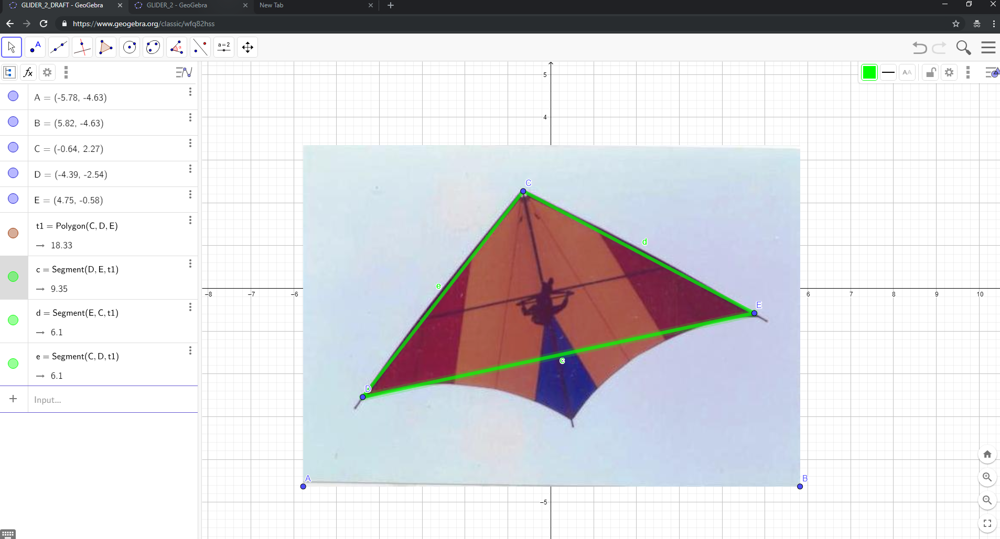 GLIDER_2_DRAFT - GeoGebra
GLIDER_2 - GeoGebra
New Tab
https://www.geogebra.org/classic/wfq82hss
A
a=2
fx
AA
A = (-5.78, -4.63)
B = (5.82, -4.63)
C = (-0.64, 2.27)
D = (-4.39, -2.54)
E = (4.75, -0.58)
t1 = Polygon(C, D, E)
→ 18.33
c = Segment(D, E, t1)
→ 9.35
d = Segment(E, C, t1)
→ 6.1
e = Segment(C, D, t1)
→ 6.1
+ Input...
5
4
C
d
e
–8 –7 –6 6 7 8 9 10
E
c
D
A B
–5